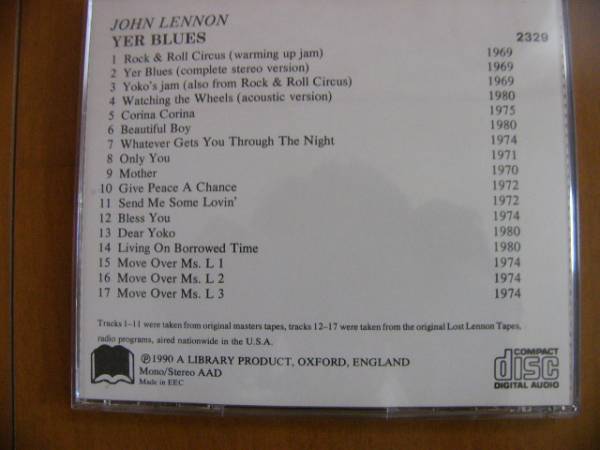 JOHN LENNON
YER BLUES 2329
1 Rock & Roll Circus (warming up jam) 1969
2 Yer Blues (complete stereo version) 1969
3 Yoko's jam (also from Rock & Roll Circus) 1969
4 Watching the Wheels (acoustic version) 1980
5 Corina Corina 1975
6 Beautiful Boy 1980
7 Whatever Gets You Through The Night 1974
8 Only You 1971
9 Mother 1970
10 Give Peace A Chance 1972
11 Send Me Some Lovin' 1972
12 Bless You 1974
13 Dear Yoko 1980
14 Living On Borrowed Time 1980
15 Move Over Ms. L 1 1974
16 Move Over Ms. L 2 1974
17 Move Over Ms. L 3 1974
Tracks 1–11 were taken from original masters tapes, tracks 12–17 were taken from the original Lost Lennon Tapes,
radio programs, aired nationwide in the U.S.A.
℗1990 A LIBRARY PRODUCT, OXFORD, ENGLAND
Mono/Stereo AAD
Made in EEC
COMPACT
disc
DIGITAL AUDIO